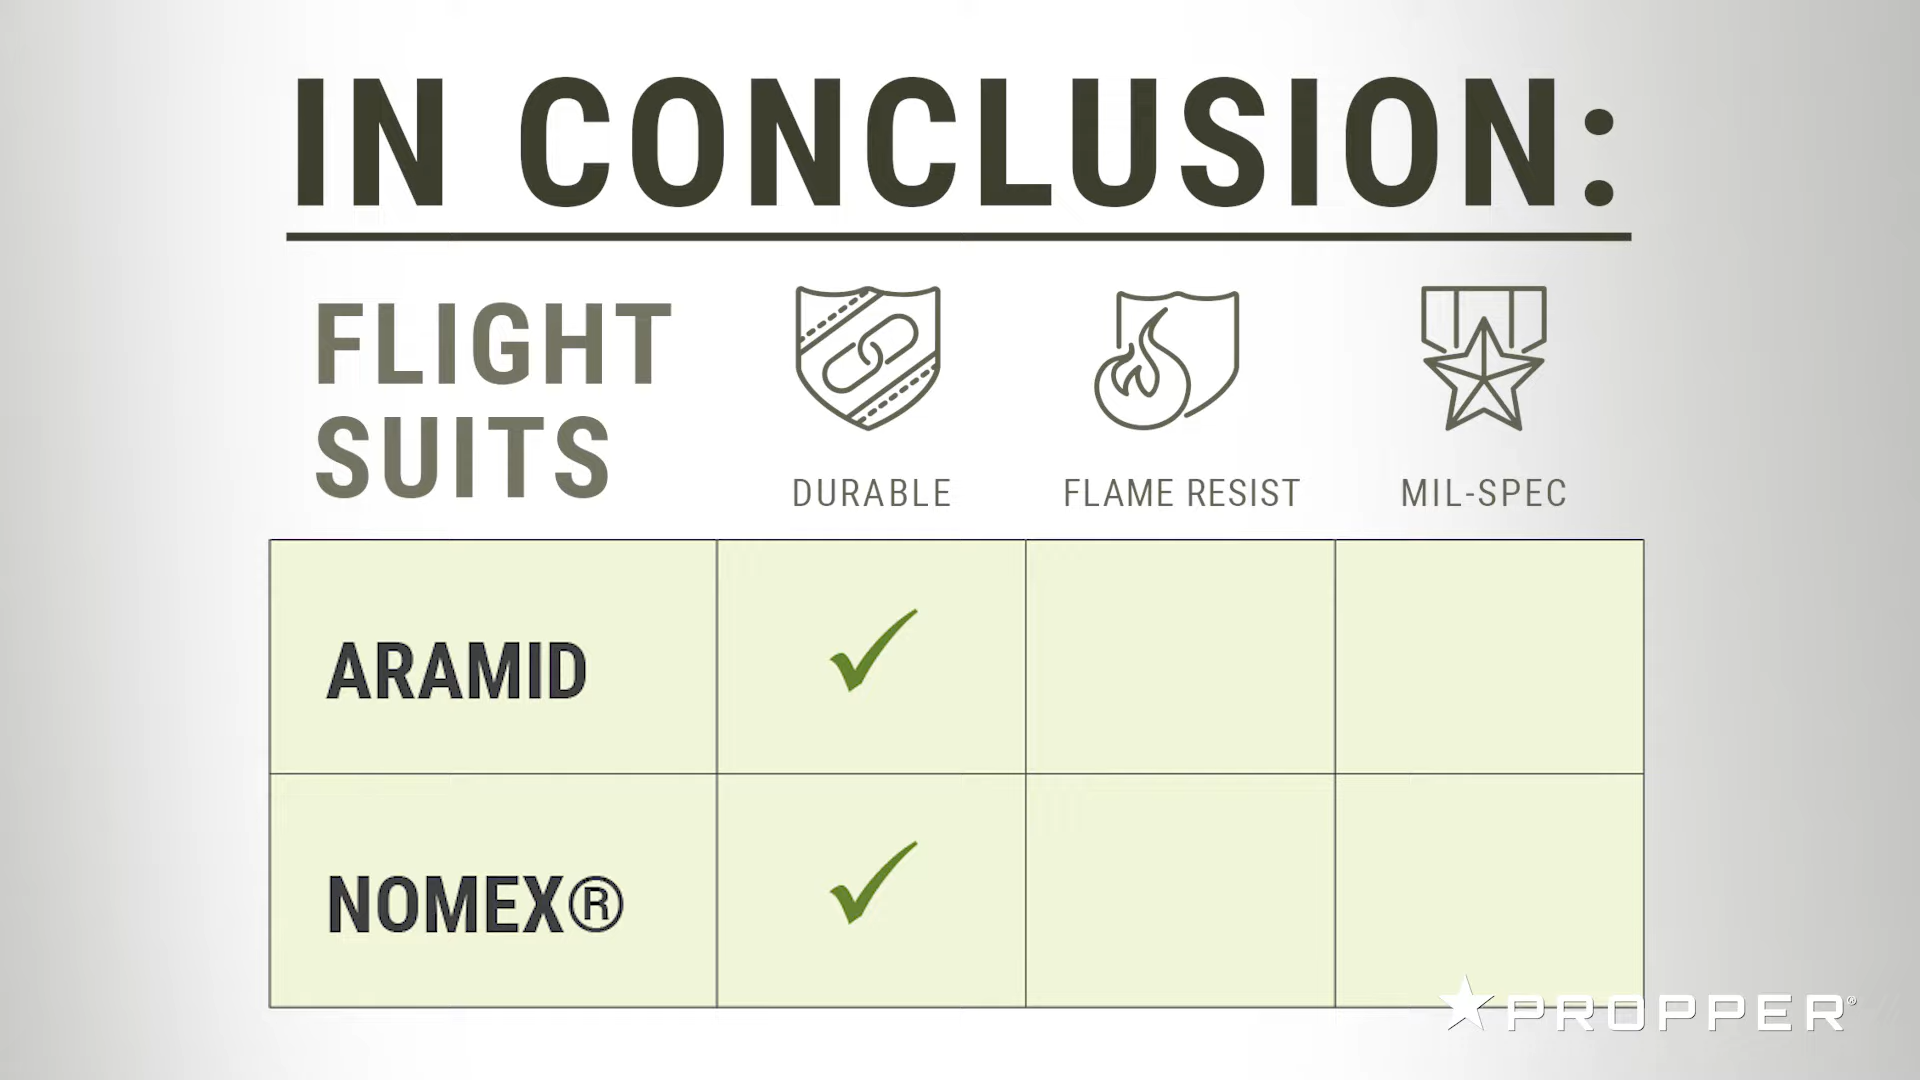 IN CONCLUSION:
FLIGHT
SUITS
DURABLE
FLAME RESIST
MIL-SPEC
ARAMID
NOMEX®
PROPPER®